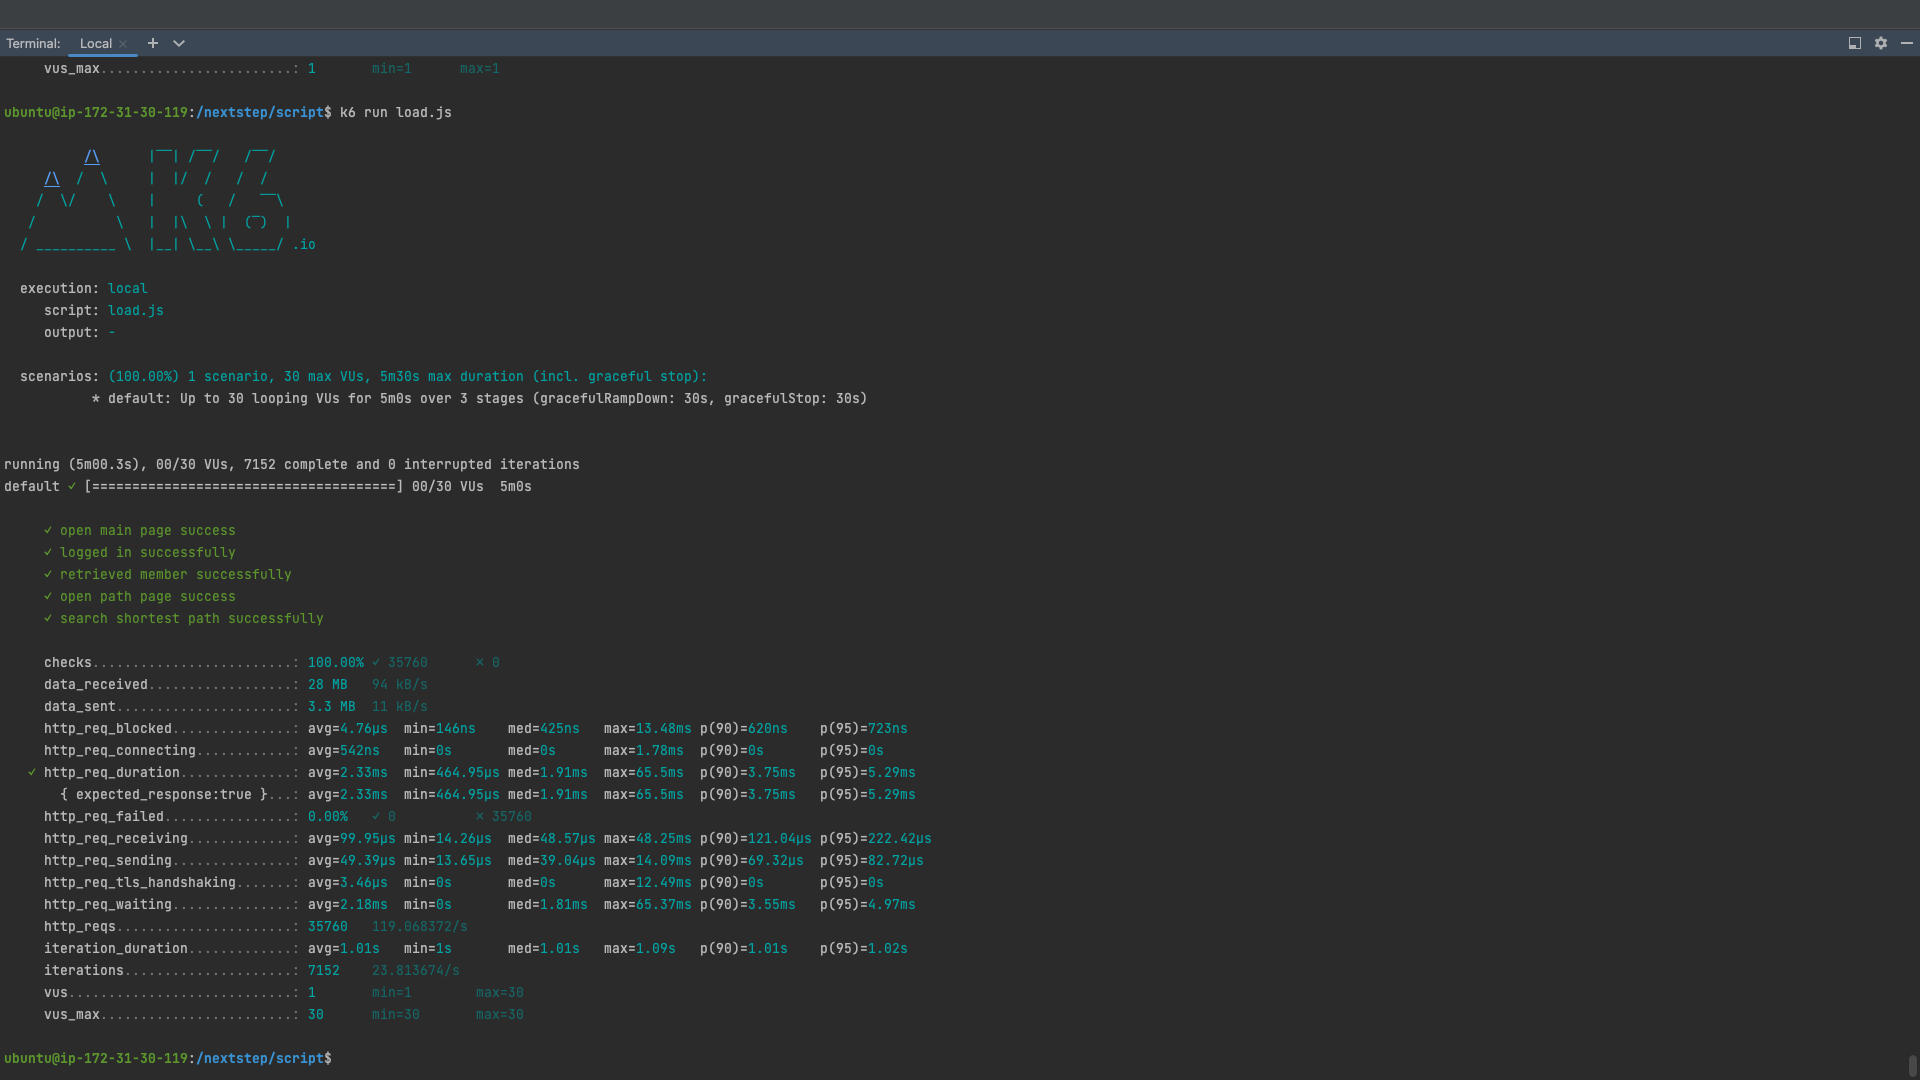 Terminal: Local × + 
vus_max........................: 1       min=1      max=1
ubuntu@ip-172-31-30-119:/nextstep/script$ k6 run load.js
          /\      |‾‾| /‾‾/   /‾‾/
     /\  /  \     |  |/  /   /  /
    /  \/    \    |     (   /   ‾‾\
   /          \   |  |\  \ |  (‾)  |
  / __________ \  |__| \__\ \_____/ .io
  execution: local
     script: load.js
     output: -
  scenarios: (100.00%) 1 scenario, 30 max VUs, 5m30s max duration (incl. graceful stop):
           * default: Up to 30 looping VUs for 5m0s over 3 stages (gracefulRampDown: 30s, gracefulStop: 30s)
running (5m00.3s), 00/30 VUs, 7152 complete and 0 interrupted iterations
default ✓ [======================================] 00/30 VUs  5m0s
     ✓ open main page success
     ✓ logged in successfully
     ✓ retrieved member successfully
     ✓ open path page success
     ✓ search shortest path successfully
     checks.........................: 100.00% ✓ 35760      ✗ 0
     data_received..................: 28 MB   94 kB/s
     data_sent......................: 3.3 MB  11 kB/s
     http_req_blocked...............: avg=4.76µs  min=146ns    med=425ns   max=13.48ms p(90)=620ns    p(95)=723ns
     http_req_connecting............: avg=542ns   min=0s       med=0s      max=1.78ms  p(90)=0s       p(95)=0s
   ✓ http_req_duration..............: avg=2.33ms  min=464.95µs med=1.91ms  max=65.5ms  p(90)=3.75ms   p(95)=5.29ms
       { expected_response:true }...: avg=2.33ms  min=464.95µs med=1.91ms  max=65.5ms  p(90)=3.75ms   p(95)=5.29ms
     http_req_failed................: 0.00%   ✓ 0          ✗ 35760
     http_req_receiving.............: avg=99.95µs min=14.26µs  med=48.57µs max=48.25ms p(90)=121.04µs p(95)=222.42µs
     http_req_sending...............: avg=49.39µs min=13.65µs  med=39.04µs max=14.09ms p(90)=69.32µs  p(95)=82.72µs
     http_req_tls_handshaking.......: avg=3.46µs  min=0s       med=0s      max=12.49ms p(90)=0s       p(95)=0s
     http_req_waiting...............: avg=2.18ms  min=0s       med=1.81ms  max=65.37ms p(90)=3.55ms   p(95)=4.97ms
     http_reqs......................: 35760   119.068372/s
     iteration_duration.............: avg=1.01s   min=1s       med=1.01s   max=1.09s   p(90)=1.01s    p(95)=1.02s
     iterations.....................: 7152    23.813674/s
     vus............................: 1       min=1        max=30
     vus_max........................: 30      min=30       max=30
ubuntu@ip-172-31-30-119:/nextstep/script$